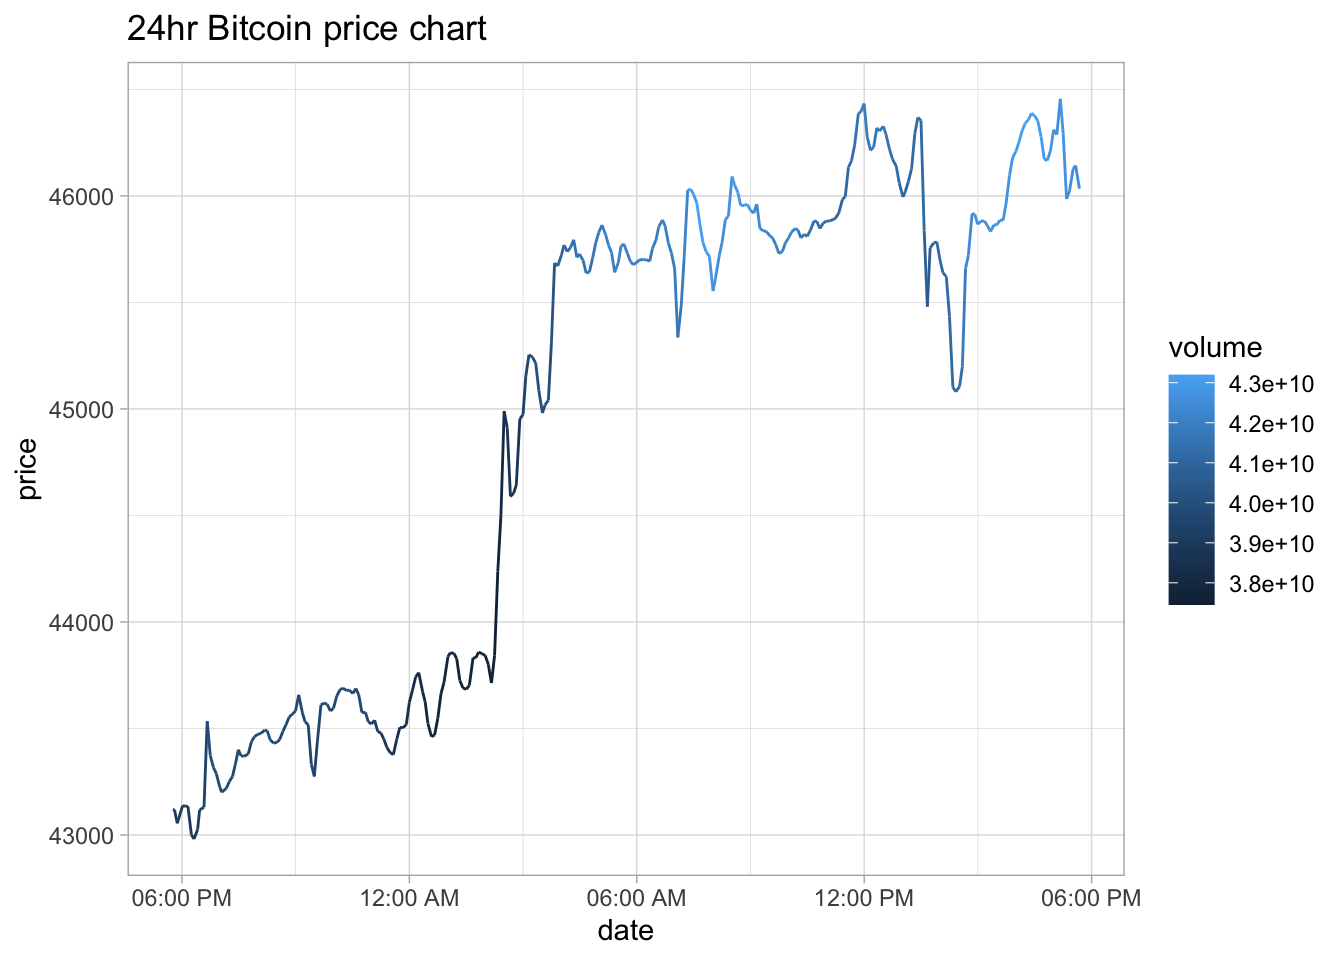 24hr Bitcoin price chart
46000
45000
44000
43000
price
06:00 PM
12:00 AM
06:00 AM
12:00 PM
06:00 PM
date
volume
4.3e+10
4.2e+10
4.1e+10
4.0e+10
3.9e+10
3.8e+10